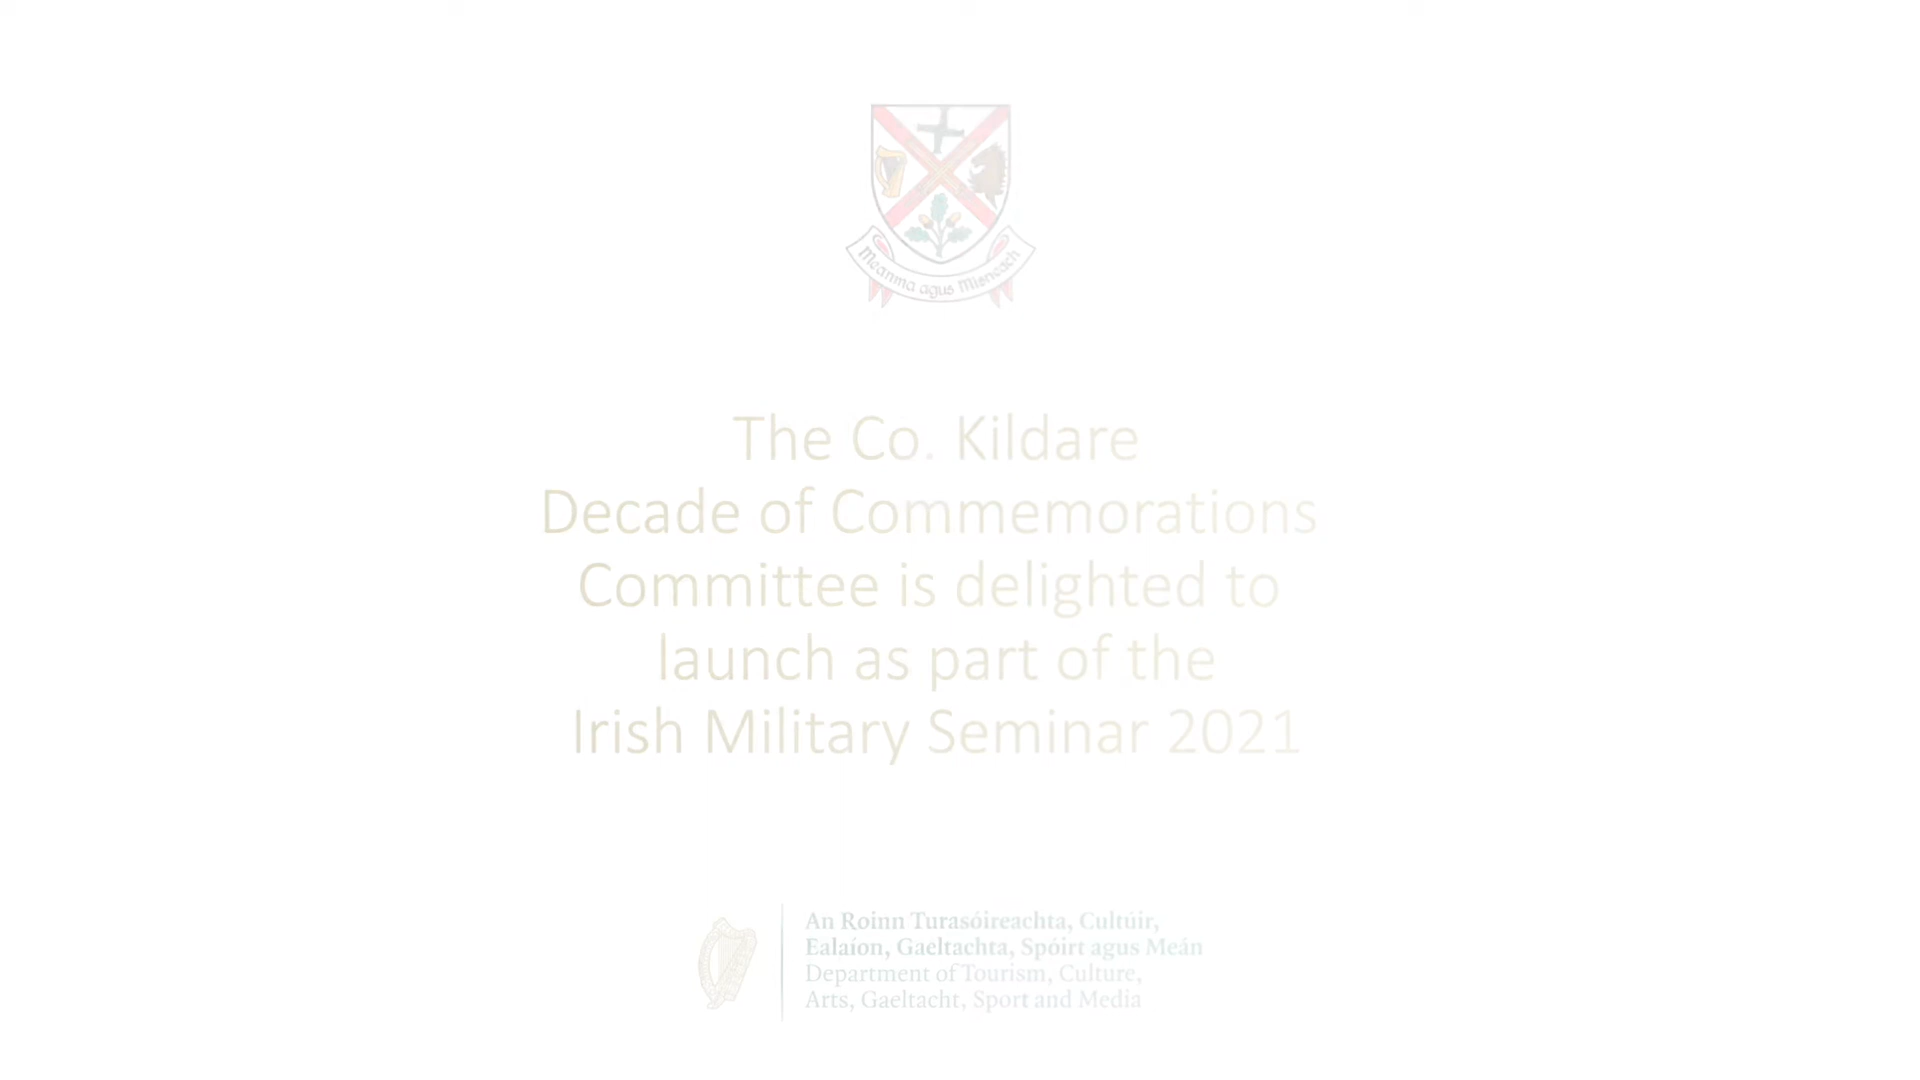 Meanma agus Misneach
The Co. Kildare
Decade of Commemorations
Committee is delighted to
launch as part of the
Irish Military Seminar 2021
An Roinn Turasóireachta, Cultúir,
Ealaíon, Gaeltachta, Spóirt agus Meán
Department of Tourism, Culture,
Arts, Gaeltacht, Sport and Media